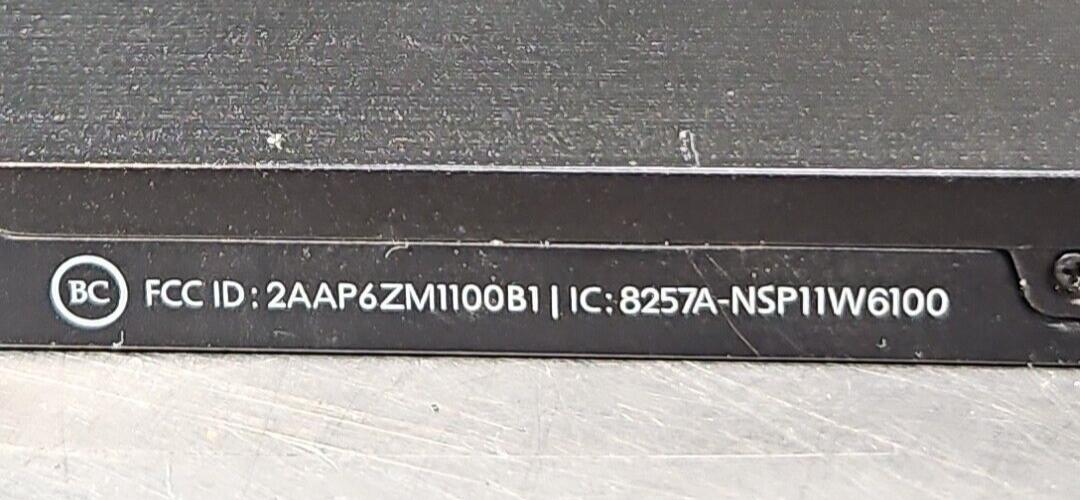 BC FCC ID: 2AAP6ZM1100B1 | IC: 8257A-NSP11W6100